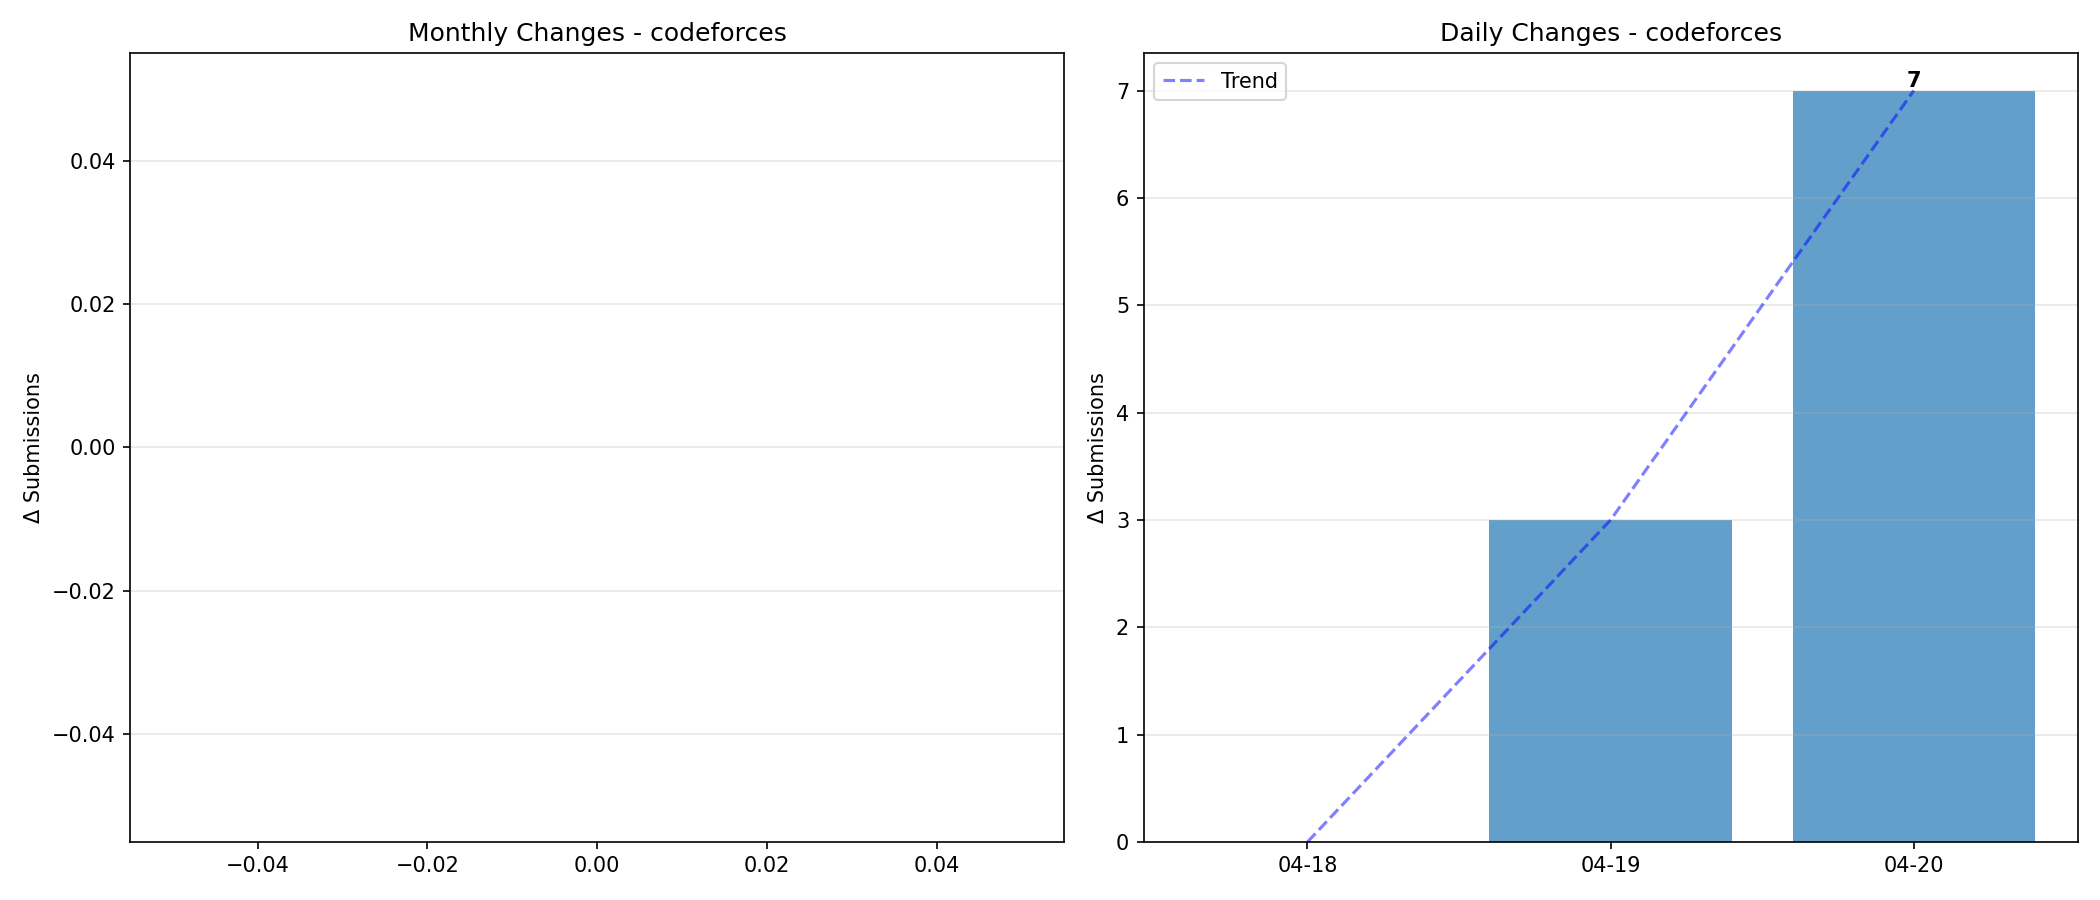 Monthly Changes - codeforces
Δ Submissions
0.04
0.02
0.00
−0.02
−0.04
−0.04 −0.02 0.00 0.02 0.04
Daily Changes - codeforces
Trend
7
Δ Submissions
7
6
5
4
3
2
1
0
04-18 04-19 04-20